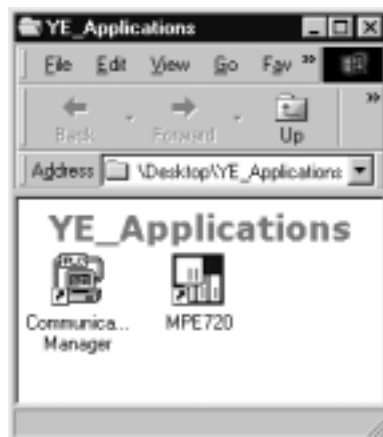 YE_Applications
File Edit View Go Fav »
Back Forward Up »
Address \Desktop\YE_Applications
YE_Applications
Communica... Manager
MPE720